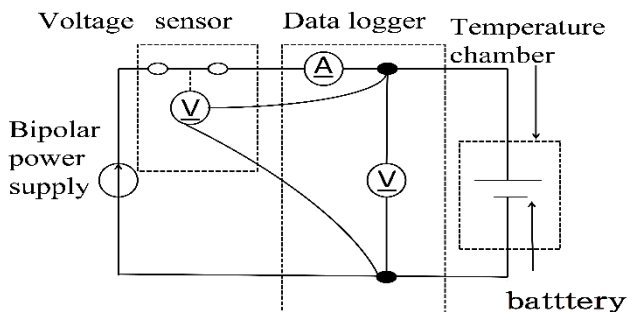 Voltage sensor
Data logger
Temperature
chamber
A
V
Bipolar
power
supply
V
batttery